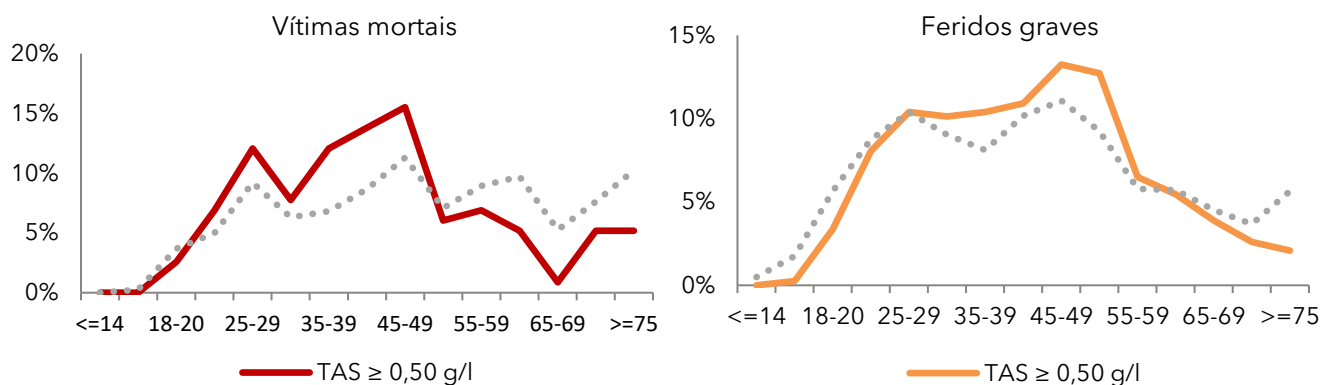 Vítimas mortais
20%
15%
10%
5%
0%
<=14 18-20 25-29 35-39 45-49 55-59 65-69 >=75
TAS ≥ 0,50 g/l
Feridos graves
15%
10%
5%
0%
<=14 18-20 25-29 35-39 45-49 55-59 65-69 >=75
TAS ≥ 0,50 g/l